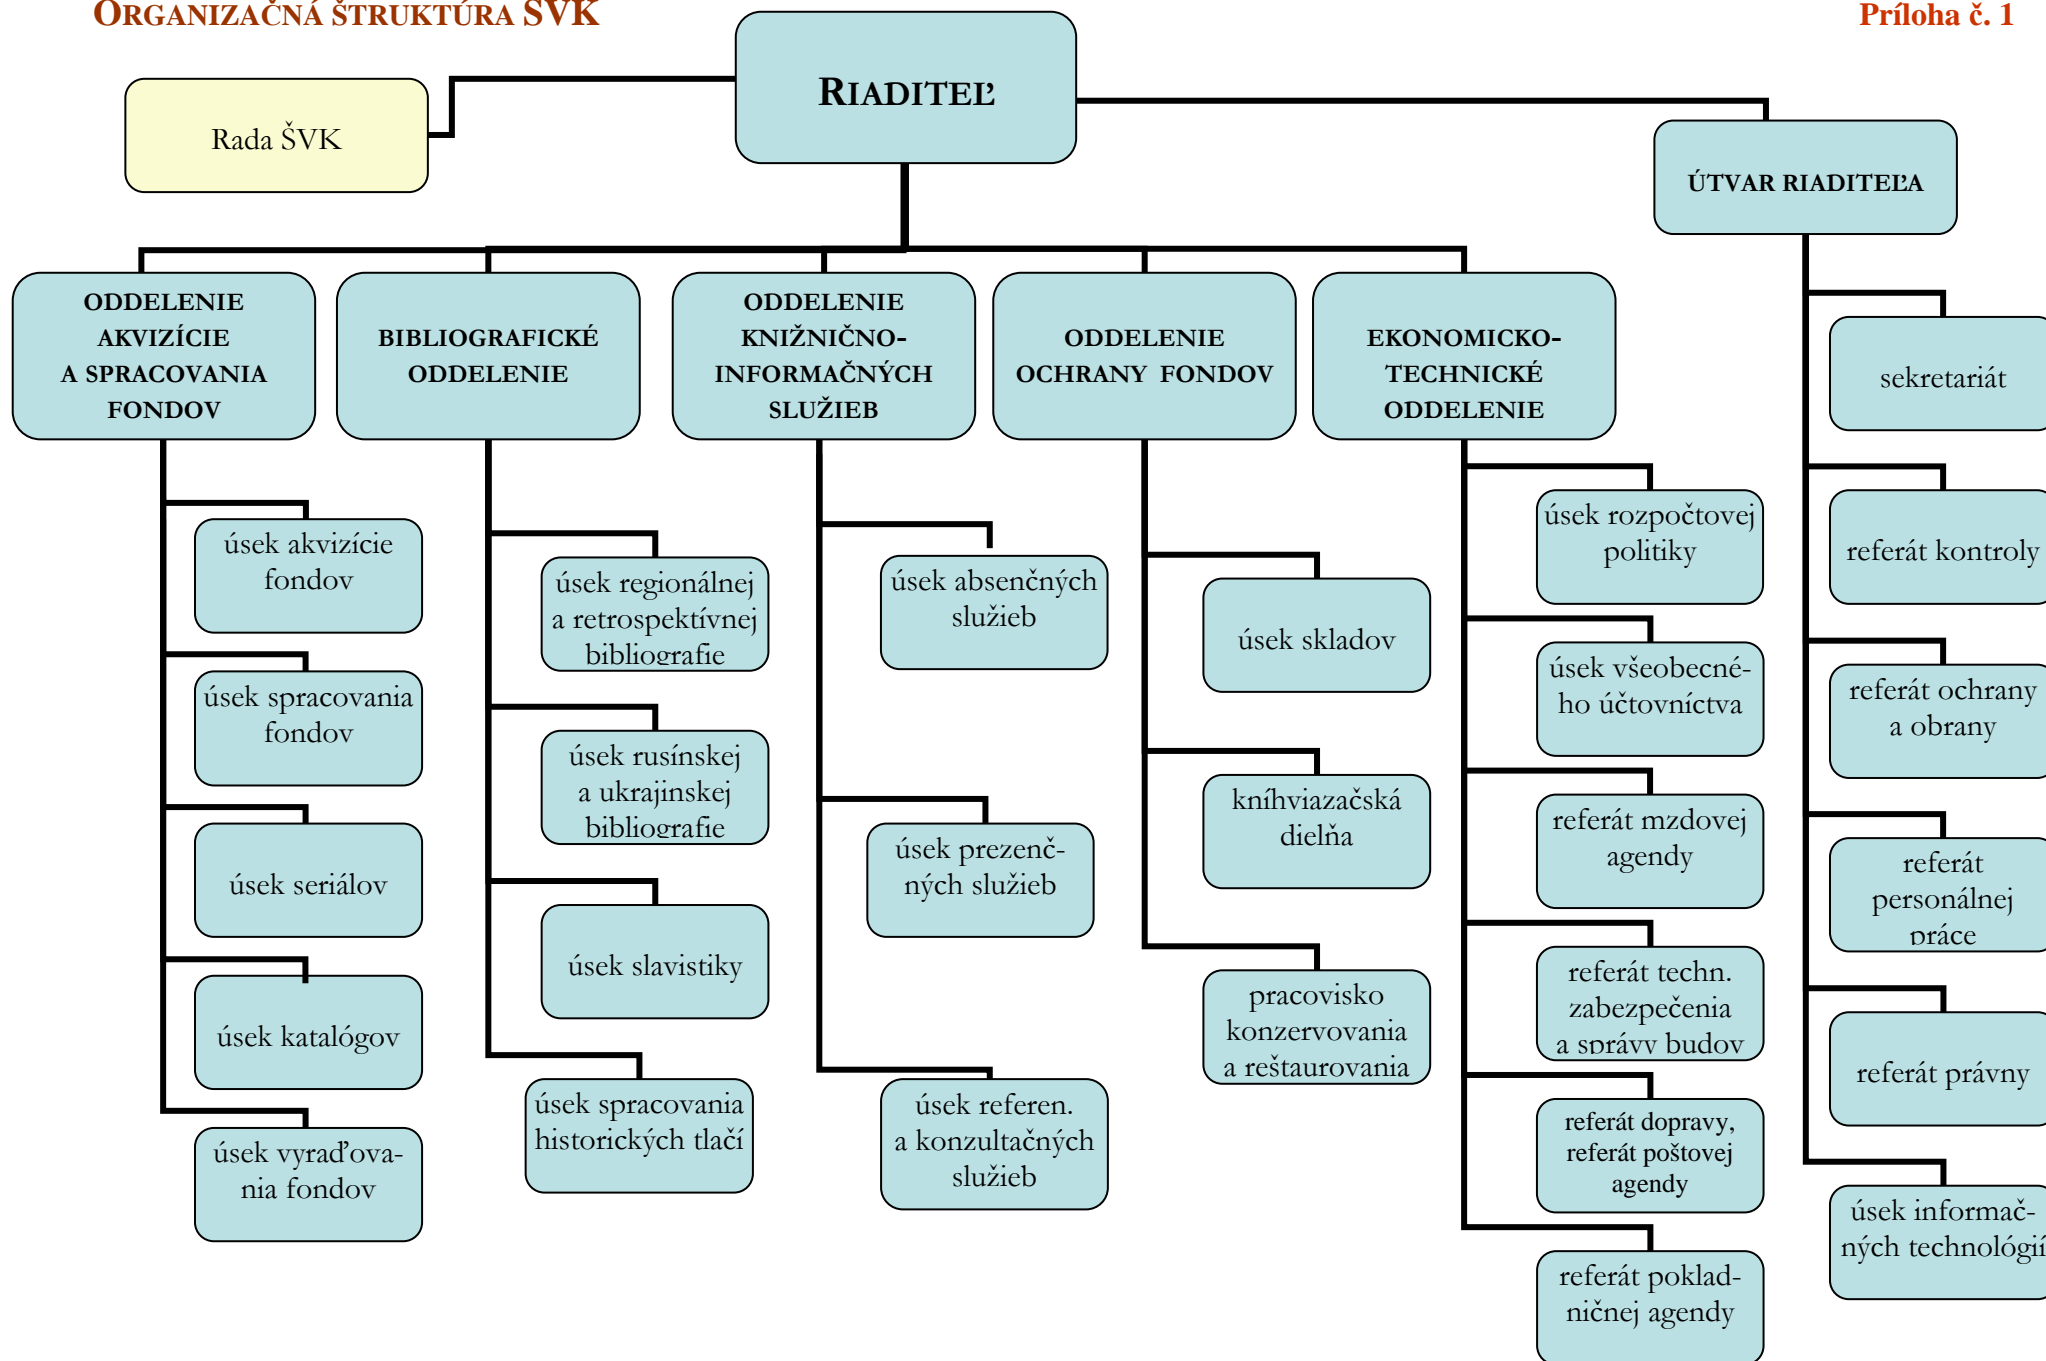 ORGANIZAČNÁ ŠTRUKTÚRA ŠVK
Príloha č. 1
RIADITEĽ
Rada ŠVK
ÚTVAR RIADITEĽA
ODDELENIE
AKVIZÍCIE
A SPRACOVANIA
FONDOV
BIBLIOGRAFICKÉ
ODDELENIE
ODDELENIE
KNIŽNIČNO-
INFORMAČNÝCH
SLUŽIEB
ODDELENIE
OCHRANY FONDOV
EKONOMICKO-
TECHNICKÉ
ODDELENIE
úsek akvizície
fondov
úsek spracovania
fondov
úsek seriálov
úsek katalógov
úsek vyraďova-
nia fondov
úsek regionálnej
a retrospektívnej
bibliografie
úsek rusínskej
a ukrajinskej
bibliografie
úsek slavistiky
úsek spracovania
historických tlačí
úsek absenčných
služieb
úsek prezenč-
ných služieb
úsek referen.
a konzultačných
služieb
úsek skladov
kníhviazačská
dielňa
pracovisko
konzervovania
a reštaurovania
úsek rozpočtovej
politiky
úsek všeobecné-
ho účtovníctva
referát mzdovej
agendy
referát techn.
zabezpečenia
a správy budov
referát dopravy,
referát poštovej
agendy
referát poklad-
ničnej agendy
sekretariát
referát kontroly
referát ochrany
a obrany
referát
personálnej
práce
referát právny
úsek informač-
ných technológií